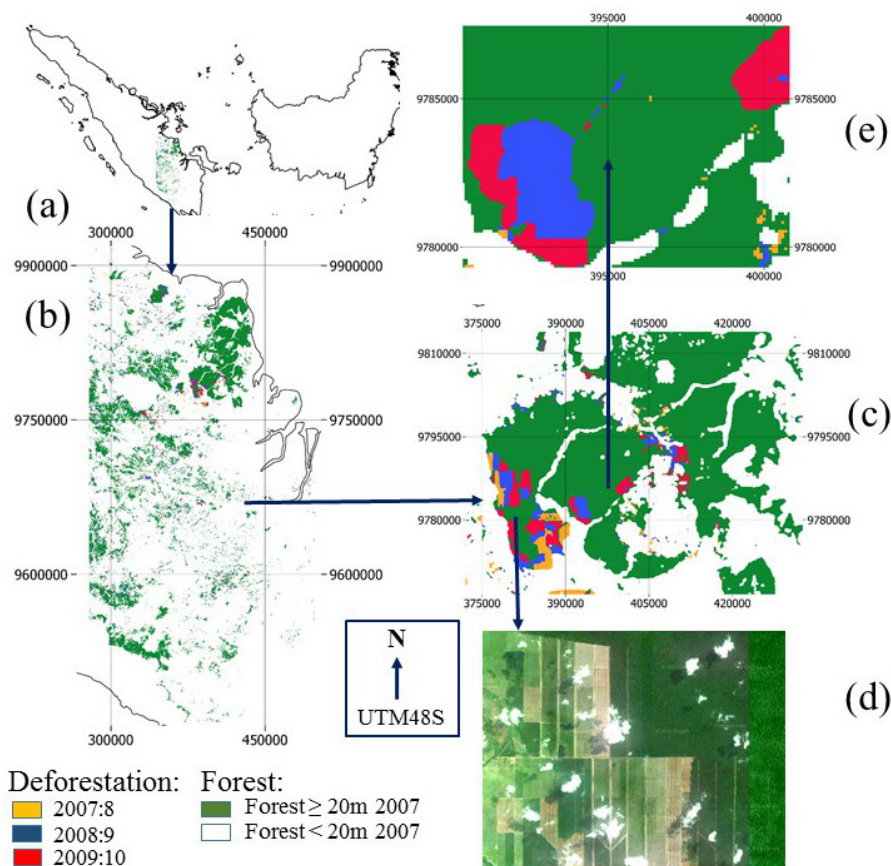 395000 400000
9785000 9785000
(e)
(a)
9780000 9780000
395000 400000
300000 450000
9900000 9900000
(b)
375000 390000 405000 420000
9810000 9810000
9750000 9750000
(c)
9795000 9795000
9780000 9780000
9600000 9600000
375000 390000 405000 420000
N
UTM48S
(d)
300000 450000
Deforestation: Forest:
2007:8 Forest ≥ 20m 2007
2008:9 Forest < 20m 2007
2009:10